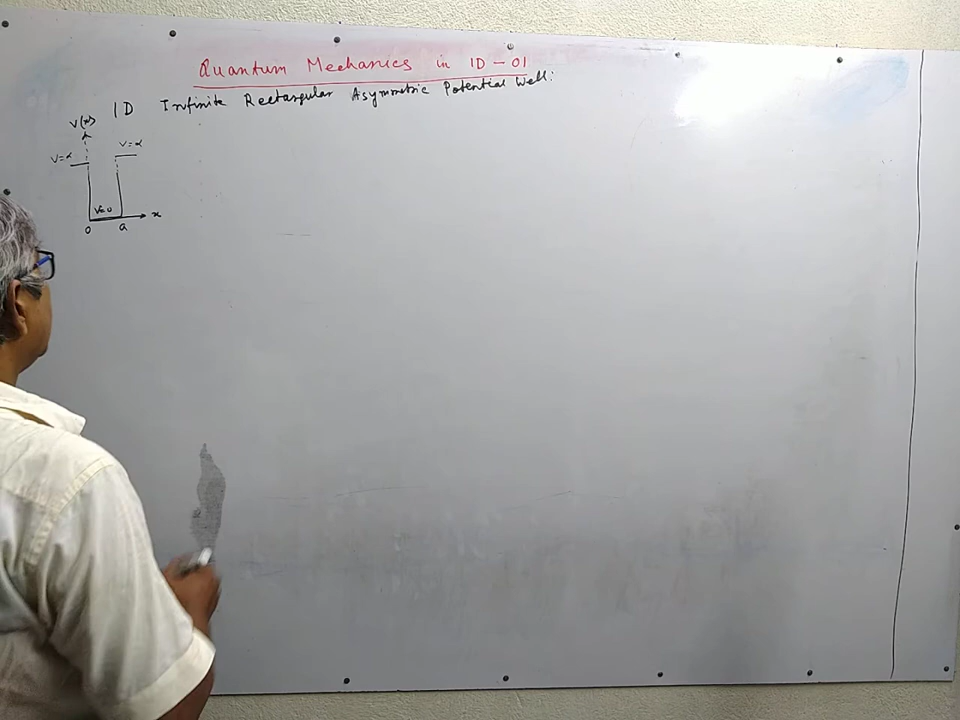 Quantum Mechanics in 1D - 01
1D Infinite Rectangular Asymmetric Potential Well:
V(x)
V=∝ V=∝
V=0
0 a x